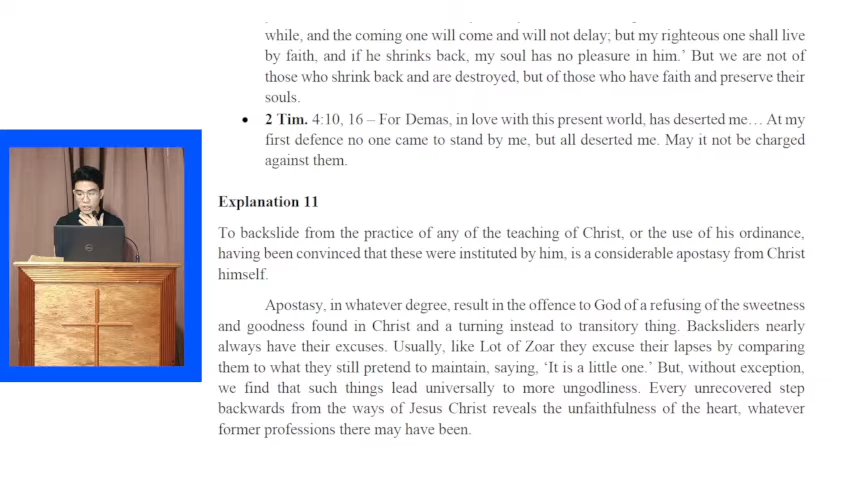 while, and the coming one will come and will not delay; but my righteous one shall live
by faith, and if he shrinks back, my soul has no pleasure in him.' But we are not of
those who shrink back and are destroyed, but of those who have faith and preserve their
souls.
• 2 Tim. 4:10, 16 – For Demas, in love with this present world, has deserted me… At my
first defence no one came to stand by me, but all deserted me. May it not be charged
against them.
Explanation 11
To backslide from the practice of any of the teaching of Christ, or the use of his ordinance,
having been convinced that these were instituted by him, is a considerable apostasy from Christ
himself.
Apostasy, in whatever degree, result in the offence to God of a refusing of the sweetness
and goodness found in Christ and a turning instead to transitory thing. Backsliders nearly
always have their excuses. Usually, like Lot of Zoar they excuse their lapses by comparing
them to what they still pretend to maintain, saying, 'It is a little one.' But, without exception,
we find that such things lead universally to more ungodliness. Every unrecovered step
backwards from the ways of Jesus Christ reveals the unfaithfulness of the heart, whatever
former professions there may have been.